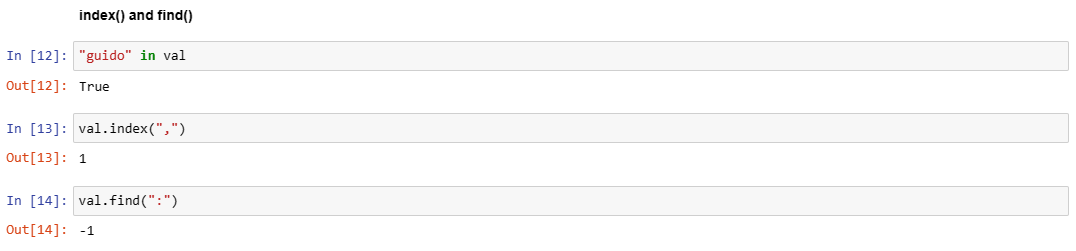 index() and find()
In [12]: "guido" in val
Out[12]: True
In [13]: val.index(",")
Out[13]: 1
In [14]: val.find(":")
Out[14]: -1